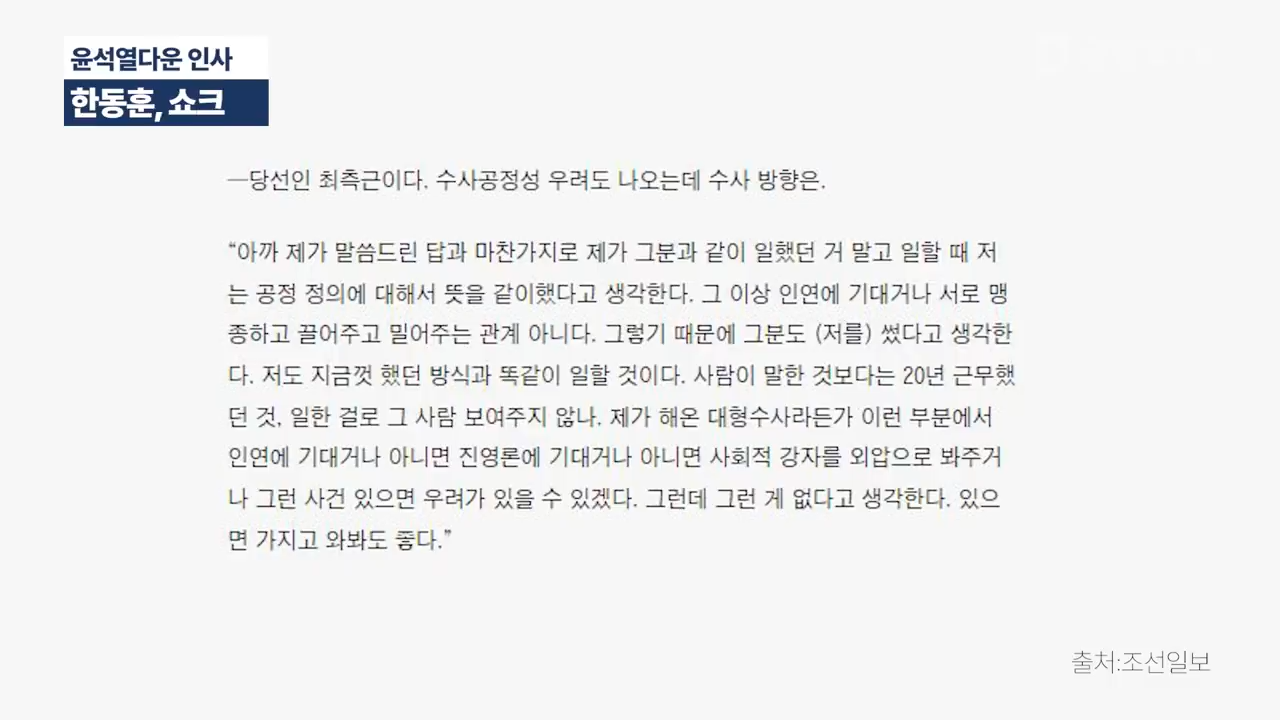 윤석열다운 인사
한동훈, 쇼크
—당선인 최측근이다. 수사공정성 우려도 나오는데 수사 방향은.
“아까 제가 말씀드린 답과 마찬가지로 제가 그분과 같이 일했던 거 말고 일할 때 저
는 공정 정의에 대해서 뜻을 같이했다고 생각한다. 그 이상 인연에 기대거나 서로 맹
종하고 끌어주고 밀어주는 관계 아니다. 그렇기 때문에 그분도 (저를) 썼다고 생각한
다. 저도 지금껏 했던 방식과 똑같이 일할 것이다. 사람이 말한 것보다는 20년 근무했
던 것, 일한 걸로 그 사람 보여주지 않나. 제가 해온 대형수사라든가 이런 부분에서
인연에 기대거나 아니면 진영론에 기대거나 아니면 사회적 강자를 외압으로 봐주거
나 그런 사건 있으면 우려가 있을 수 있겠다. 그런데 그런 게 없다고 생각한다. 있으
면 가지고 와봐도 좋다.”
출처:조선일보